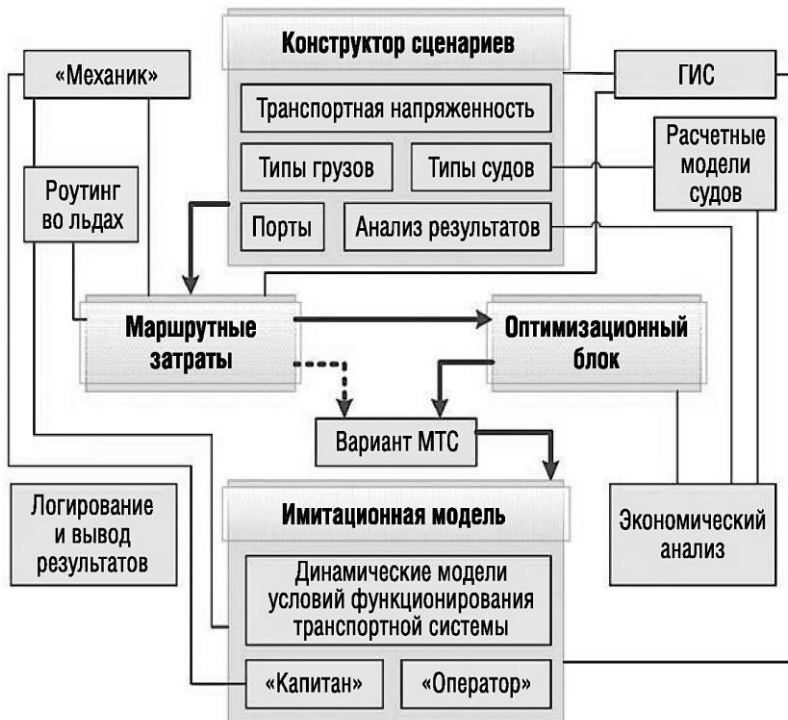 Конструктор сценариев
«Механик»
ГИС
Транспортная напряженность
Расчетные
модели
судов
Типы грузов
Типы судов
Роутинг
во льдах
Порты
Анализ результатов
Маршрутные
затраты
Оптимизационный
блок
Вариант МТС
Логирование
и вывод
результатов
Имитационная модель
Экономический
анализ
Динамические модели
условий функционирования
транспортной системы
«Капитан»
«Оператор»